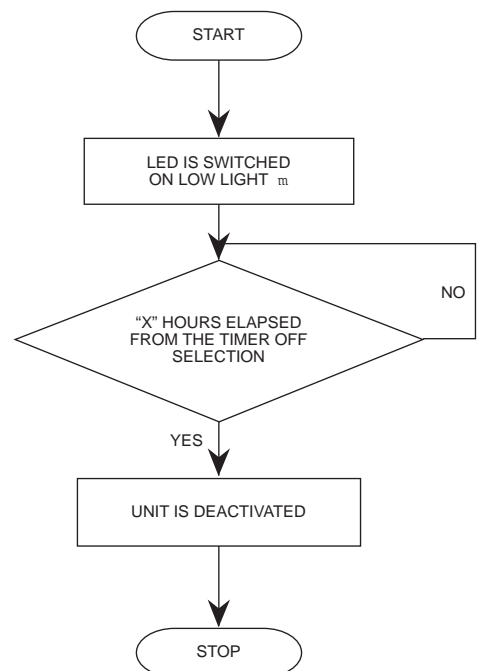 START
LED IS SWITCHED
ON LOW LIGHT m
NO
“X” HOURS ELAPSED
FROM THE TIMER OFF
SELECTION
YES
UNIT IS DEACTIVATED
STOP